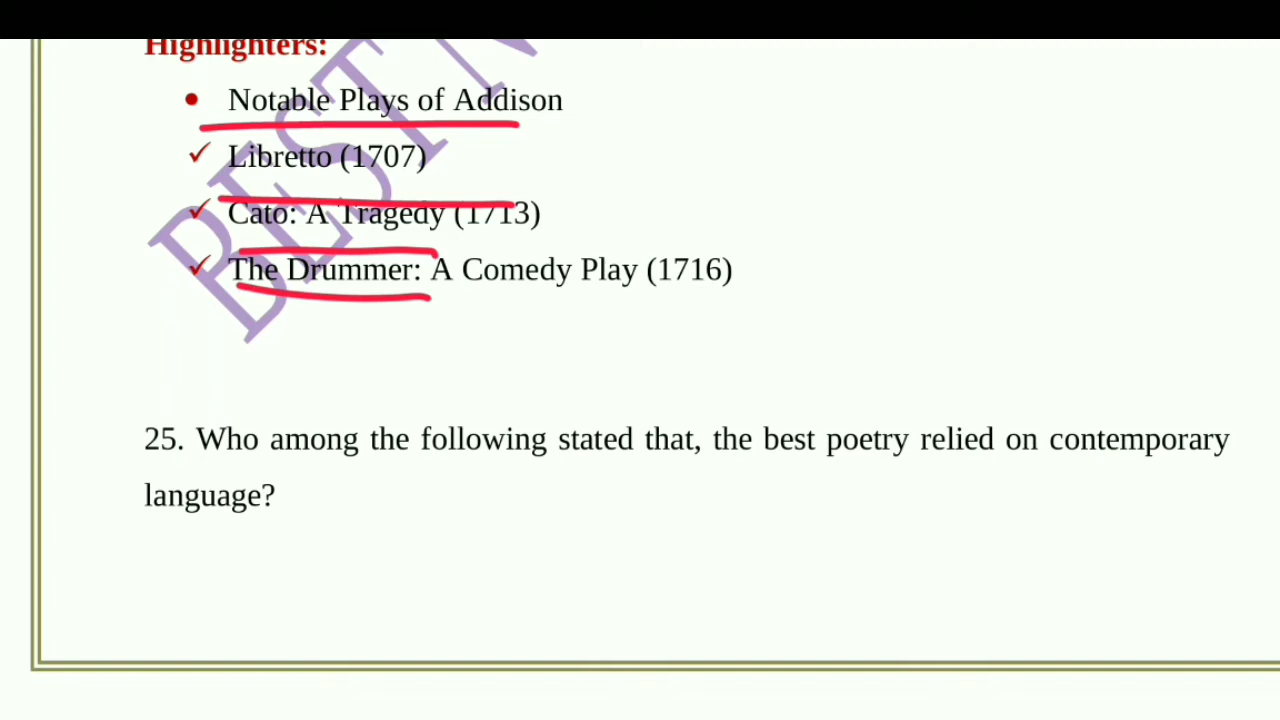 Highlighters:
Notable Plays of Addison
Libretto (1707)
Cato: A Tragedy (1713)
The Drummer: A Comedy Play (1716)
25. Who among the following stated that, the best poetry relied on contemporary
language?
BEST N